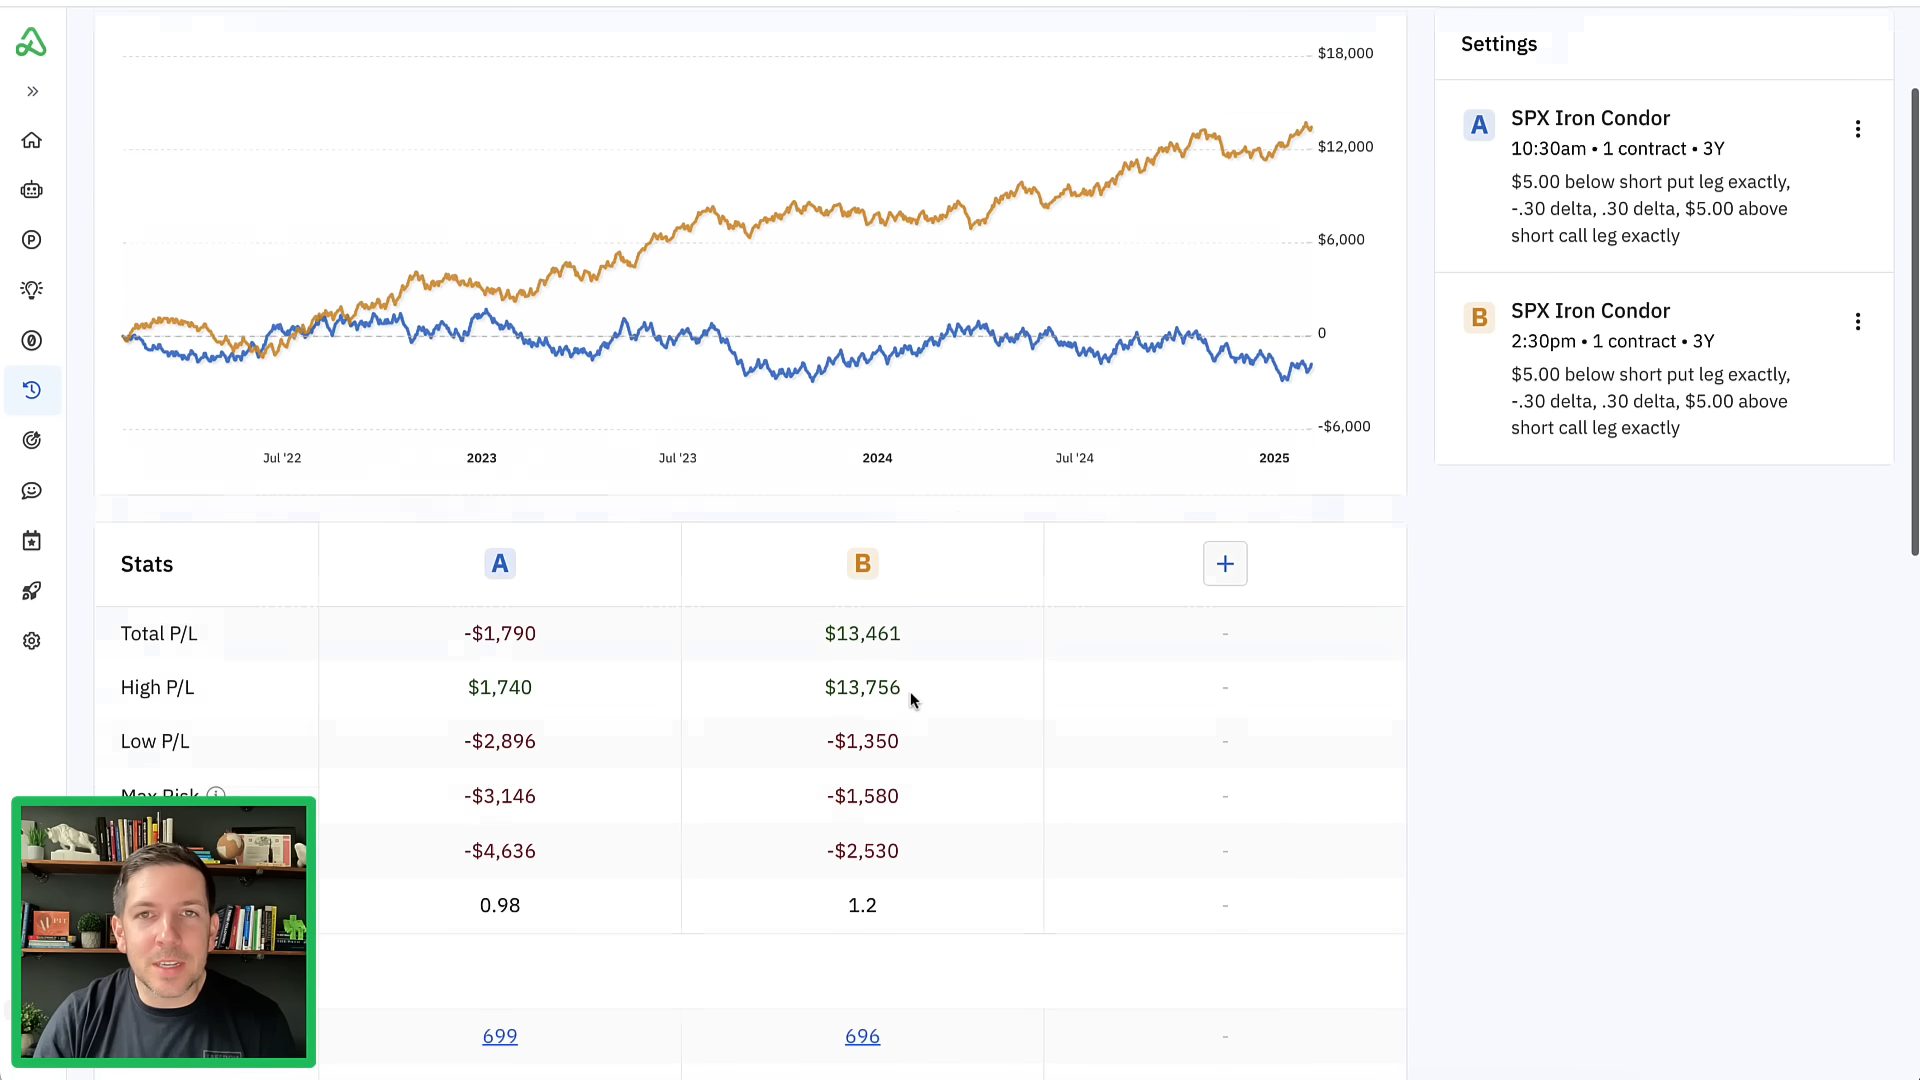 $18,000
$12,000
$6,000
0
-$6,000
Jul '22
2023
Jul '23
2024
Jul '24
2025
Settings
A
SPX Iron Condor
10:30am • 1 contract • 3Y
$5.00 below short put leg exactly,
-.30 delta, .30 delta, $5.00 above
short call leg exactly
B
SPX Iron Condor
2:30pm • 1 contract • 3Y
$5.00 below short put leg exactly,
-.30 delta, .30 delta, $5.00 above
short call leg exactly
Stats A B +
Total P/L -$1,790 $13,461 -
High P/L $1,740 $13,756 -
Low P/L -$2,896 -$1,350 -
Max Risk -$3,146 -$1,580 -
-$4,636 -$2,530 -
0.98 1.2 -
699 696 -